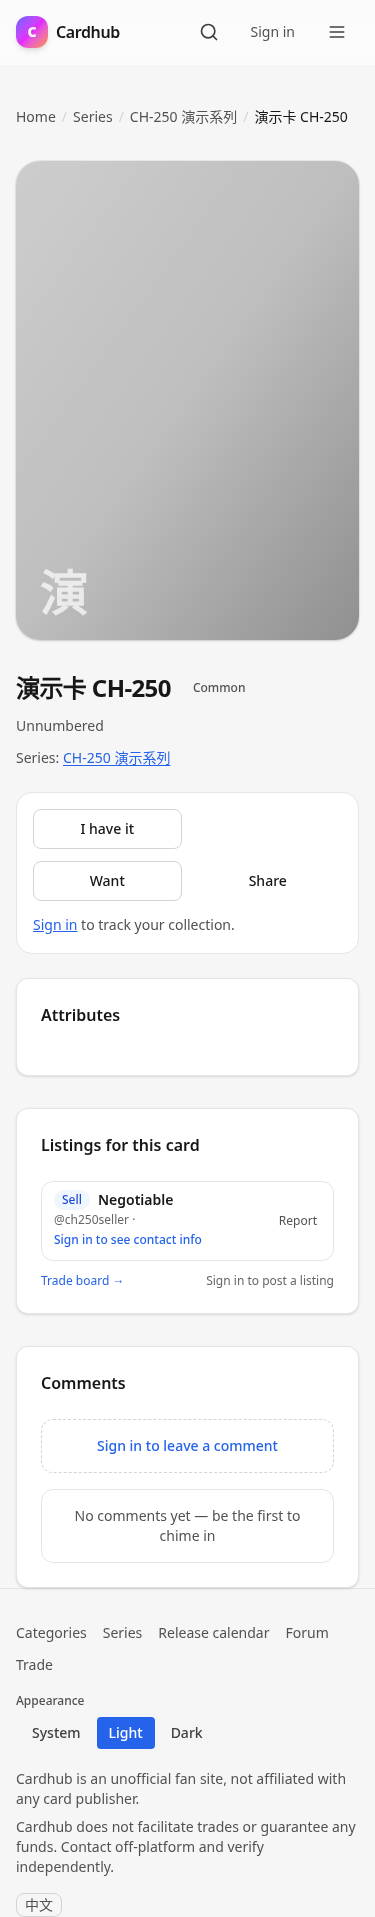 C Cardhub Sign in
Home / Series / CH-250 演示系列 / 演示卡 CH-250
演
演示卡 CH-250 Common
Unnumbered
Series: CH-250 演示系列
I have it
Want Share
Sign in to track your collection.
Attributes
Listings for this card
Sell Negotiable
@ch250seller ·
Report
Sign in to see contact info
Trade board → Sign in to post a listing
Comments
Sign in to leave a comment
No comments yet — be the first to
chime in
Categories Series Release calendar Forum
Trade
Appearance
System Light Dark
Cardhub is an unofficial fan site, not affiliated with
any card publisher.
Cardhub does not facilitate trades or guarantee any
funds. Contact off-platform and verify
independently.
中文